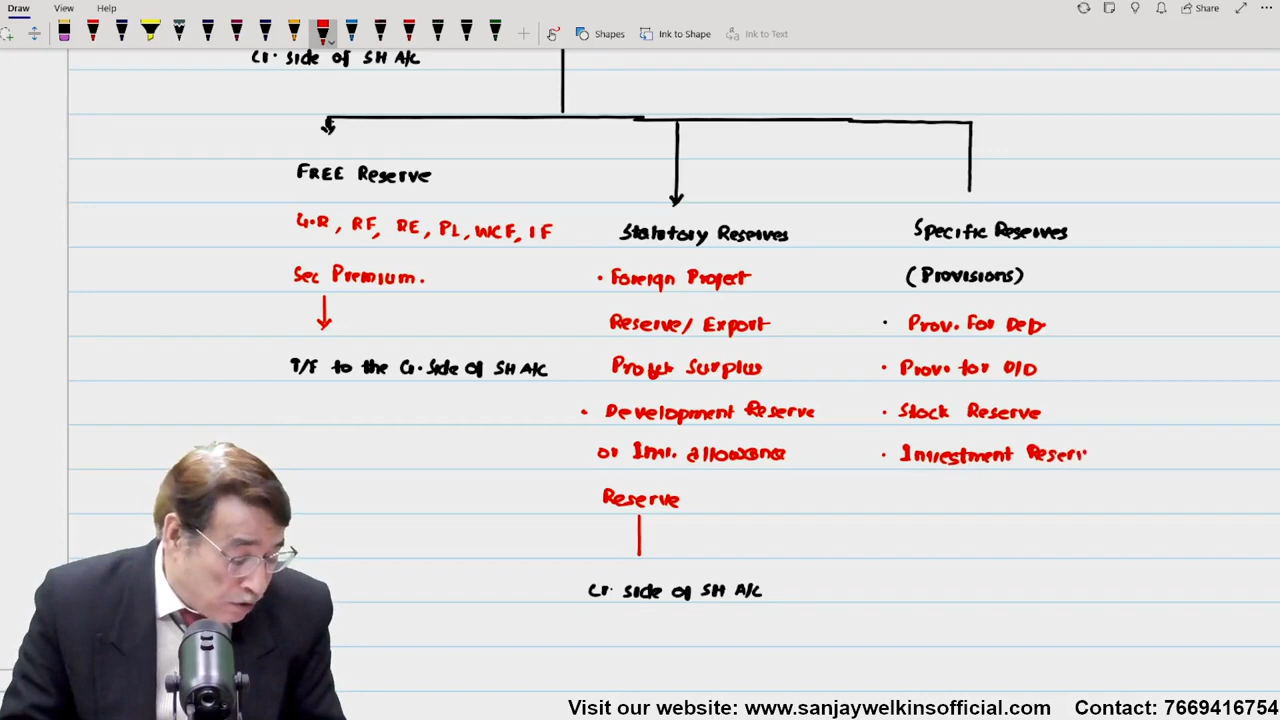 Draw View Help Share
Shapes Ink to Shape Ink to Text
Cr. side of SH A/C
FREE Reserve
G.R, RF, RE, PL, WCF, IF
Sec Premium.
T/F to the Cr. Side of SH A/C
Statutory Reserves
• Foreign Project
Reserve/ Export
Project Surplus
• Development Reserve
or Inv. allowance
Reserve
Cr. side of SH A/C
Specific Reserves
(Provisions)
• Prov. For Deb
• Prov. for D/D
• Stock Reserve
• Investment Reserv
Visit our website: www.sanjaywelkinsofficial.com Contact: 7669416754